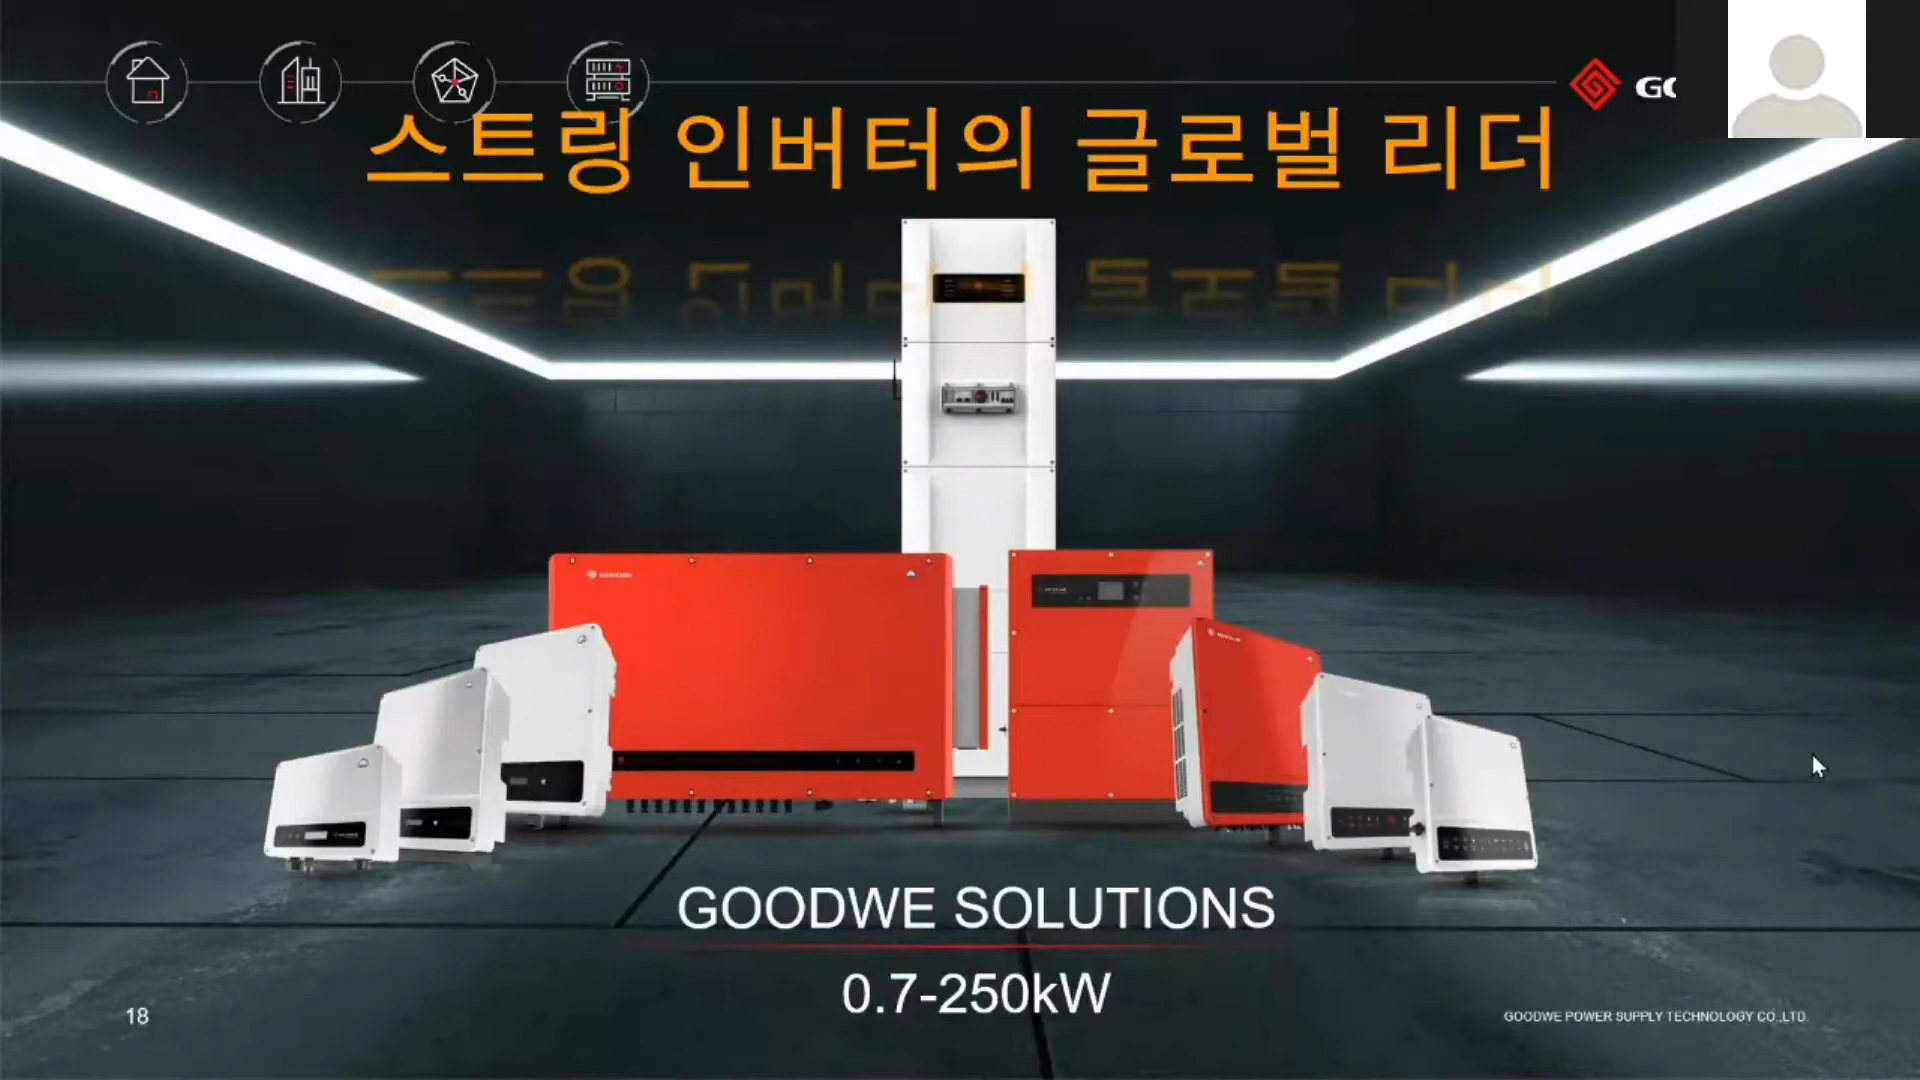 GO
스트링 인버터의 글로벌 리더
GOODWE SOLUTIONS
0.7-250kW
18
GOODWE POWER SUPPLY TECHNOLOGY CO.,LTD.